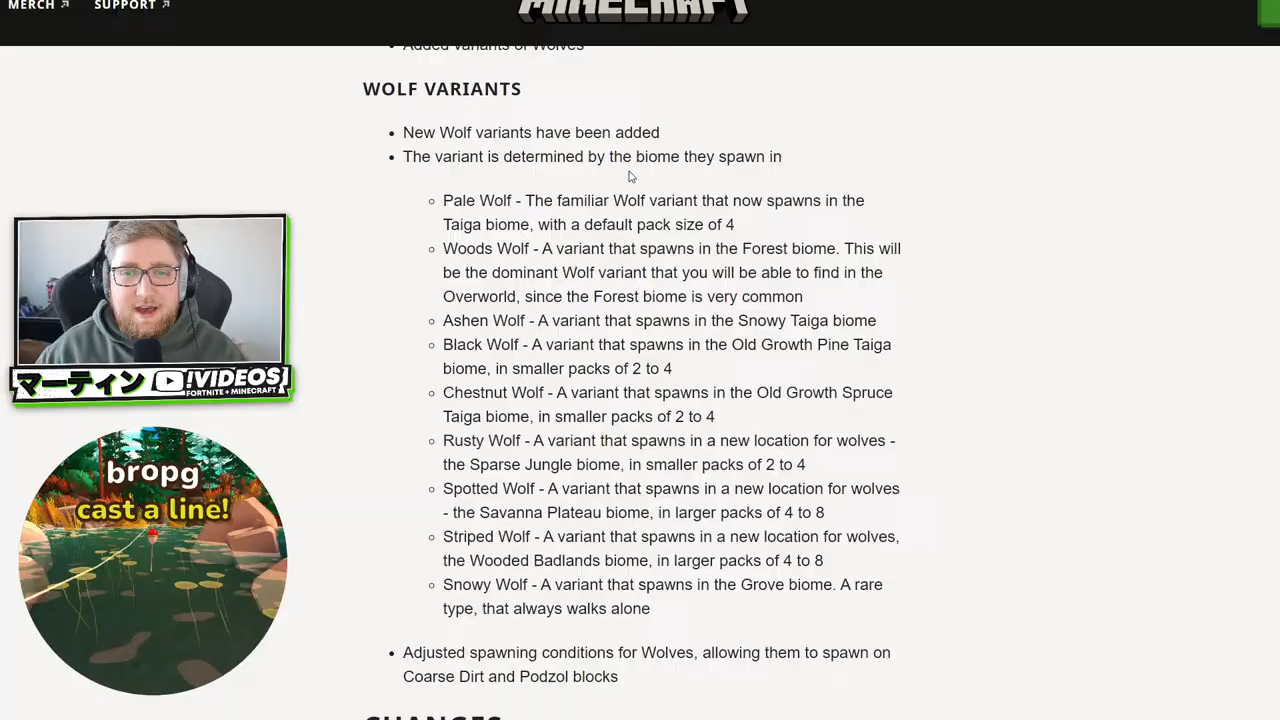 MERCH
SUPPORT
MINECRAFT
Added Variants of Wolves
WOLF VARIANTS
New Wolf variants have been added
The variant is determined by the biome they spawn in
Pale Wolf - The familiar Wolf variant that now spawns in the
Taiga biome, with a default pack size of 4
Woods Wolf - A variant that spawns in the Forest biome. This will
be the dominant Wolf variant that you will be able to find in the
Overworld, since the Forest biome is very common
Ashen Wolf - A variant that spawns in the Snowy Taiga biome
Black Wolf - A variant that spawns in the Old Growth Pine Taiga
biome, in smaller packs of 2 to 4
Chestnut Wolf - A variant that spawns in the Old Growth Spruce
Taiga biome, in smaller packs of 2 to 4
Rusty Wolf - A variant that spawns in a new location for wolves -
the Sparse Jungle biome, in smaller packs of 2 to 4
Spotted Wolf - A variant that spawns in a new location for wolves
- the Savanna Plateau biome, in larger packs of 4 to 8
Striped Wolf - A variant that spawns in a new location for wolves,
the Wooded Badlands biome, in larger packs of 4 to 8
Snowy Wolf - A variant that spawns in the Grove biome. A rare
type, that always walks alone
Adjusted spawning conditions for Wolves, allowing them to spawn on
Coarse Dirt and Podzol blocks
CHANGES
マーティン
!VIDEOS
FORTNITE + MINECRAFT
bropg
cast a line!